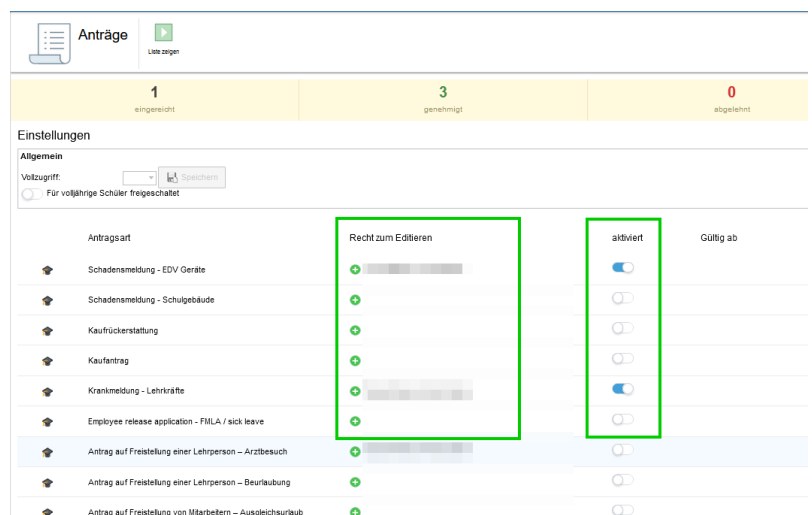 Anträge
Liste zeigen
1 3 0
eingereicht genehmigt abgelehnt
Einstellungen
Allgemein
Vollzugriff: Speichern
Für volljährige Schüler freigeschaltet
Antragsart Recht zum Editieren aktiviert Gültig ab
Schadensmeldung - EDV Geräte
Schadensmeldung - Schulgebäude
Kaufrückerstattung
Kaufantrag
Krankmeldung - Lehrkräfte
Employee release application - FMLA / sick leave
Antrag auf Freistellung einer Lehrperson – Arztbesuch
Antrag auf Freistellung einer Lehrperson – Beurlaubung
Antrag auf Freistellung von Mitarbeitern – Ausgleichsurlaub